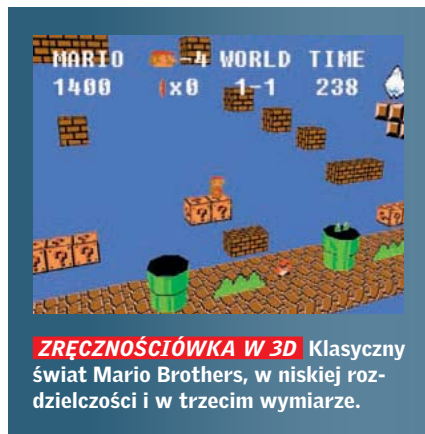 MARIO -4 WORLD TIME
1400 x0 1-1 238
? ?
? ? ?
?
ZRĘCZNOŚCIÓWKA W 3D Klasyczny
świat Mario Brothers, w niskiej roz-
dzielczości i w trzecim wymiarze.